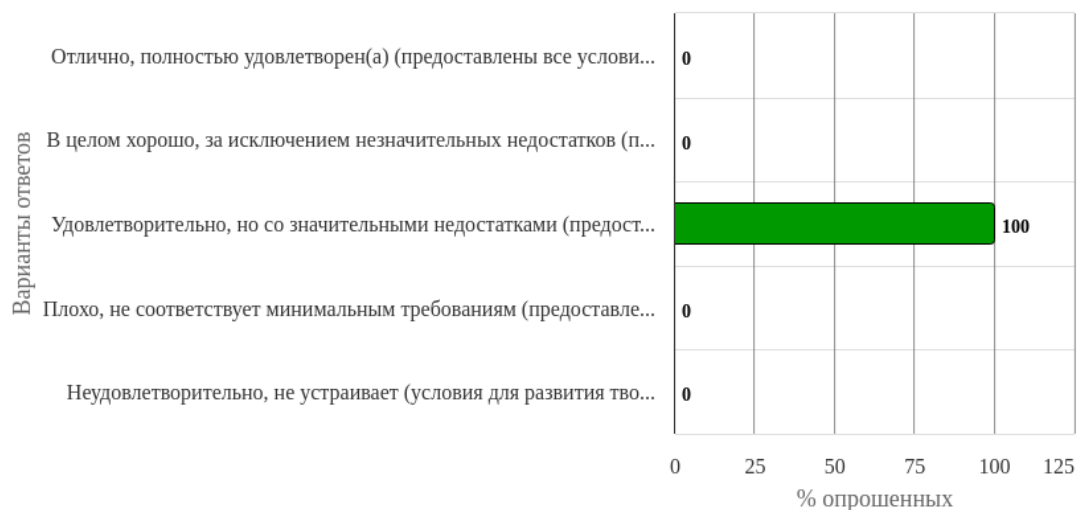 Отлично, полностью удовлетворен(а) (предоставлены все услови...
0
В целом хорошо, за исключением незначительных недостатков (п...
0
Удовлетворительно, но со значительными недостатками (предост...
100
Плохо, не соответствует минимальным требованиям (предоставле...
0
Неудовлетворительно, не устраивает (условия для развития тво...
0
Варианты ответов
0 25 50 75 100 125
% опрошенных